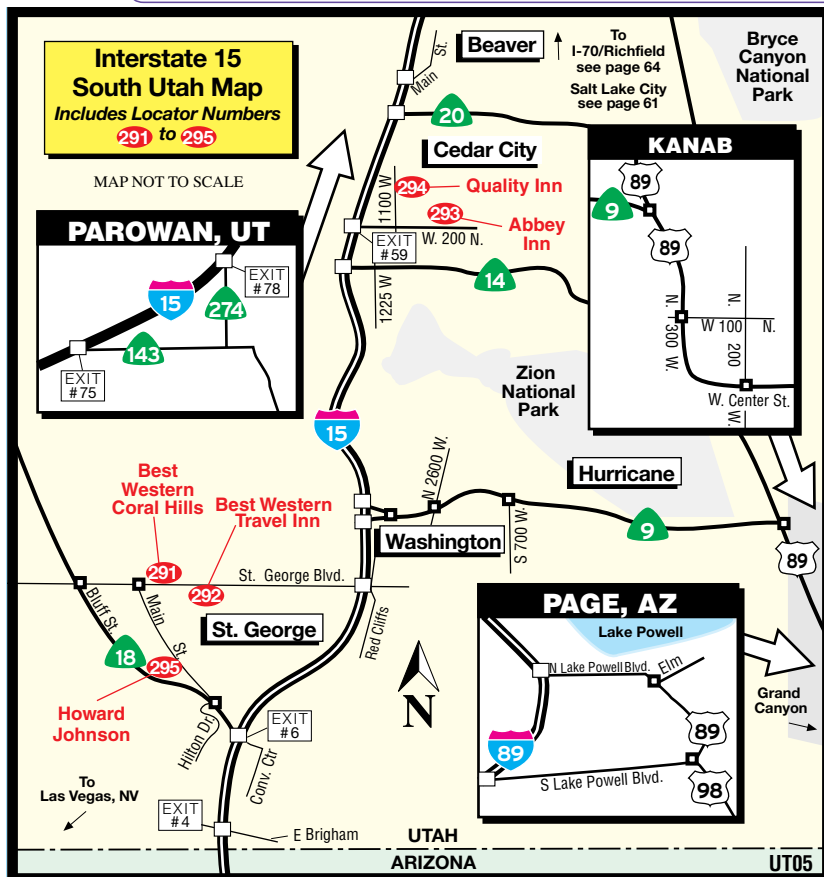 Interstate 15
South Utah Map
Includes Locator Numbers
291 to 295
MAP NOT TO SCALE
Beaver
Main St.
To
I-70/Richfield
see page 64
Salt Lake City
see page 61
Bryce
Canyon
National
Park
20
Cedar City
1100 W
294
Quality Inn
293
Abbey
Inn
W. 200 N.
EXIT
#59
1225 W
14
KANAB
89
9
89
N. 300 W.
W 100 N.
N. 200 W.
W. Center St.
PAROWAN, UT
EXIT
#78
15
274
143
EXIT
#75
Zion
National
Park
15
Hurricane
N 2600 W.
Washington
S 700 W.
9
89
Best
Western
Coral Hills
Best Western
Travel Inn
291
292
St. George Blvd.
Bluff St.
Main St
St. George
Red Cliffs
18
295
Howard
Johnson
Hilton Dr.
EXIT
#6
Conv. Ctr
N
PAGE, AZ
Lake Powell
N Lake Powell Blvd.
Elm
89
89
S Lake Powell Blvd.
98
Grand
Canyon
To
Las Vegas, NV
EXIT
#4
E Brigham
UTAH
ARIZONA
UT05